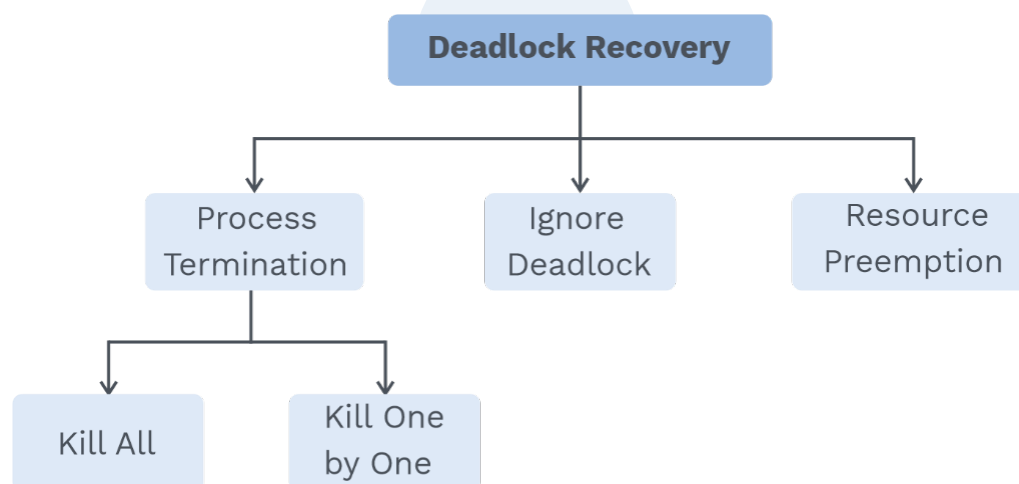 Deadlock Recovery
Process
Termination
Ignore
Deadlock
Resource
Preemption
Kill All
Kill One
by One